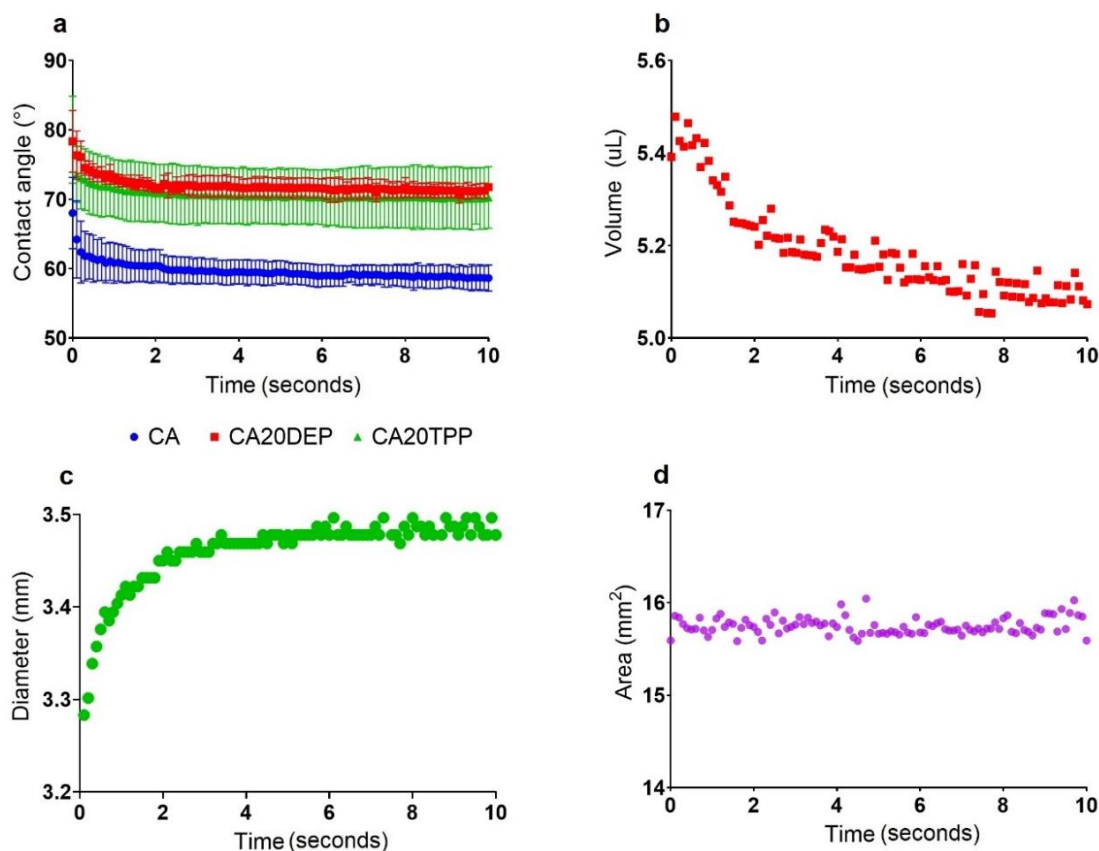 a
90
80
70
60
50
Contact angle (°)
0 2 4 6 8 10
Time (seconds)
b
5.6
5.4
5.2
5.0
Volume (uL)
0 2 4 6 8 10
Time (seconds)
CA CA20DEP CA20TPP
c
3.5
3.4
3.3
3.2
Diameter (mm)
0 2 4 6 8 10
Time (seconds)
d
17
16
15
14
Area (mm²)
0 2 4 6 8 10
Time (seconds)